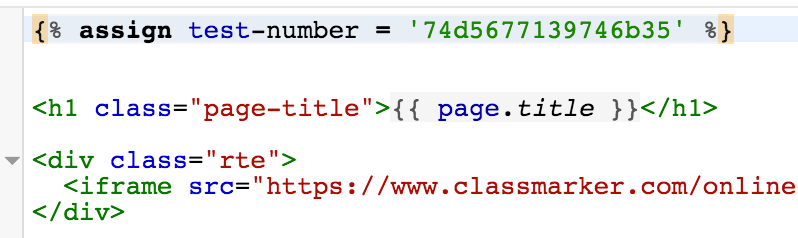 {% assign test-number = '74d5677139746b35' %}
<h1 class="page-title">{{ page.title }}</h1>
<div class="rte">
<iframe src="https://www.classmarker.com/online
</div>